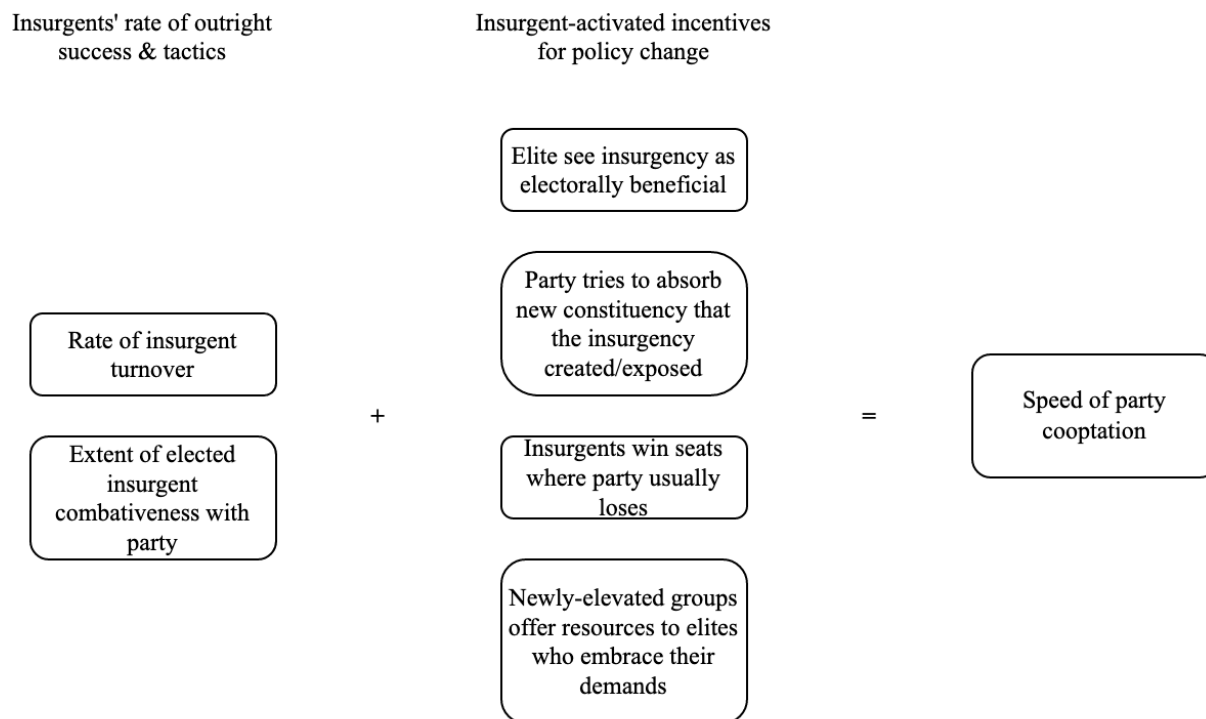 Insurgents' rate of outright
success & tactics
Insurgent-activated incentives
for policy change
Elite see insurgency as
electorally beneficial
Party tries to absorb
new constituency that
the insurgency
created/exposed
Rate of insurgent
turnover
Extent of elected
insurgent
combativeness with
party
+
Insurgents win seats
where party usually
loses
Newly-elevated groups
offer resources to elites
who embrace their
demands
=
Speed of party
cooptation